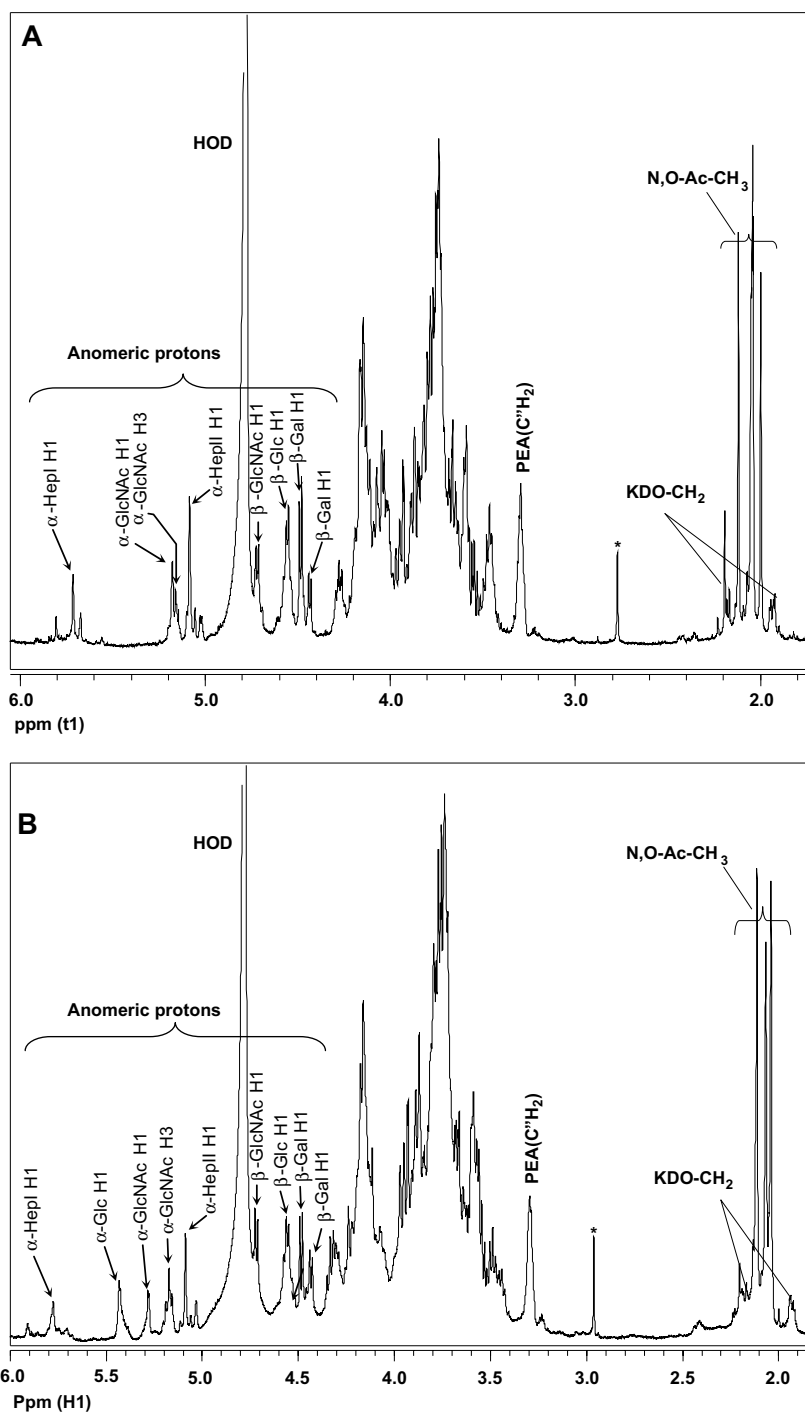 A
HOD
N,O-Ac-CH3
Anomeric protons
α-HepI H1
α-GlcNAc H1
α-GlcNAc H3
α-HepII H1
β-GlcNAc H1
β-Glc H1
β-Gal H1
β-Gal H1
PEA(C"H2)
*
KDO-CH2
6.0 5.0 4.0 3.0 2.0
ppm (t1)
B
HOD
N,O-Ac-CH3
Anomeric protons
α-HepI H1
α-Glc H1
α-GlcNAc H1
α-GlcNAc H3
α-HepII H1
β-GlcNAc H1
β-Glc H1
β-Gal H1
β-Gal H1
PEA(C"H2)
*
KDO-CH2
6.0 5.5 5.0 4.5 4.0 3.5 3.0 2.5 2.0
Ppm (H1)